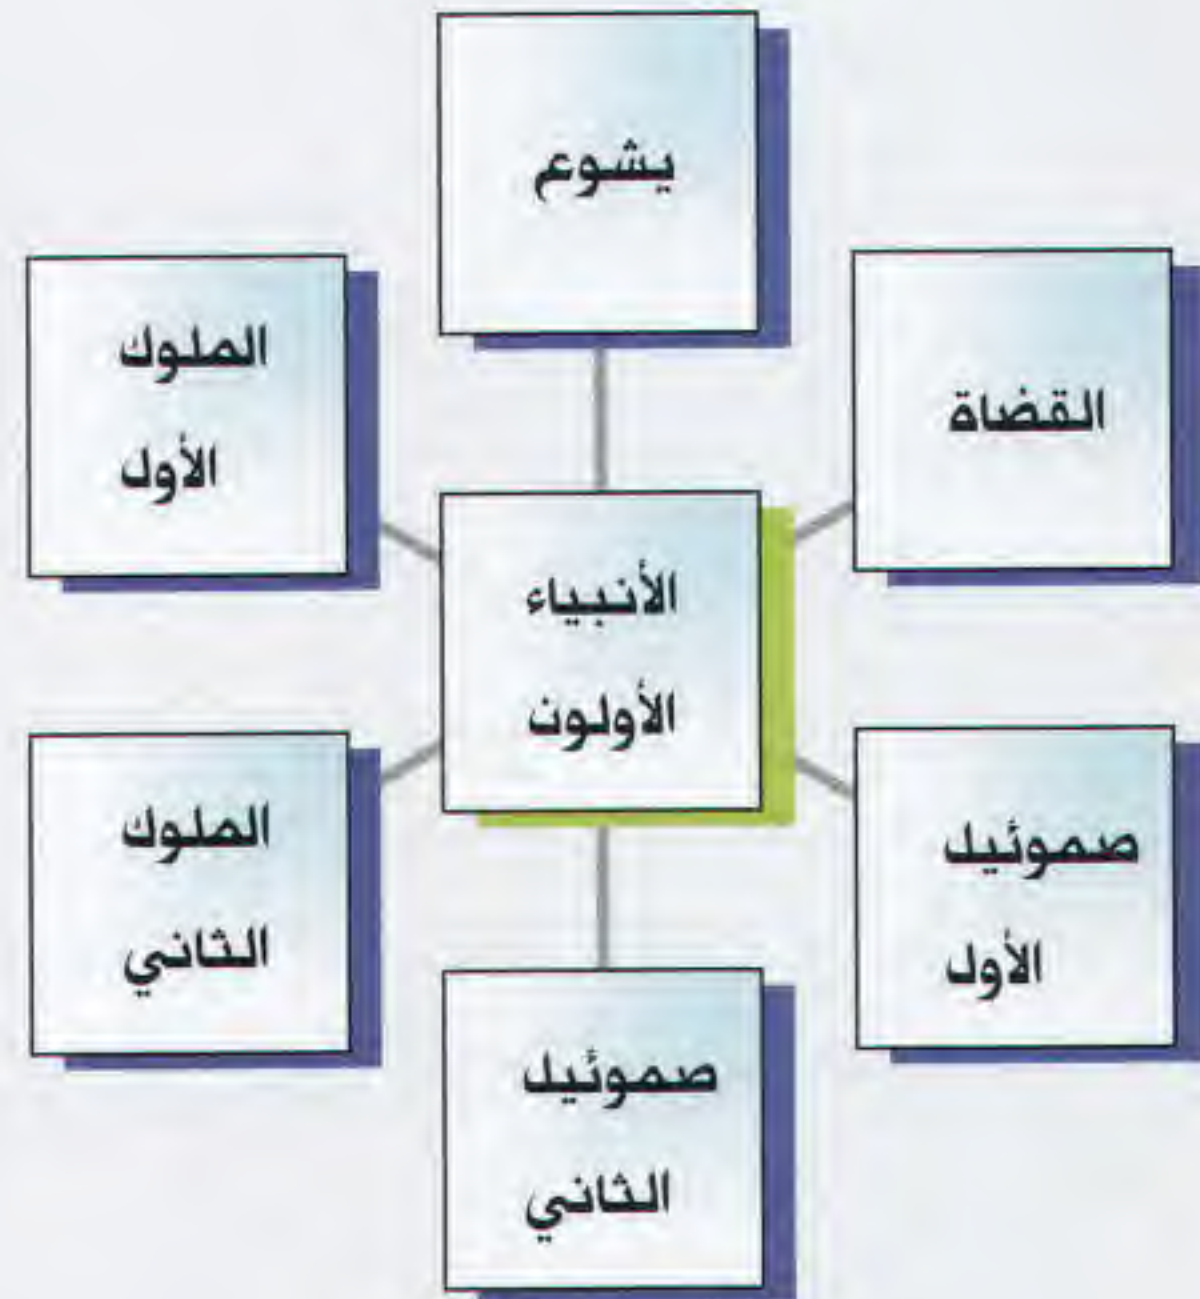 يشوع
القضاة
الملوك
الأول
الأنبياء
الأولون
صموئيل
الأول
الملوك
الثاني
صموئيل
الثاني